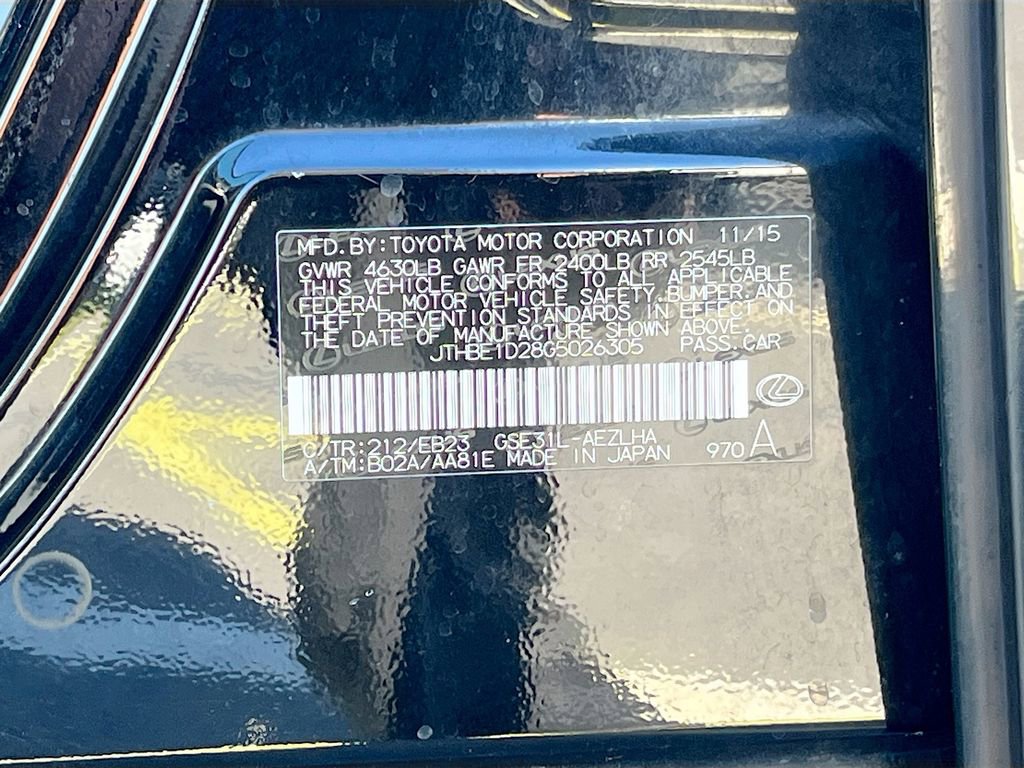 MFD.BY:TOYOTA MOTOR CORPORATION 11/15
GVWR 4630LB GAWR FR 2400LB RR 2545LB
THIS VEHICLE CONFORMS TO ALL APPLICABLE
FEDERAL MOTOR VEHICLE SAFETY,BUMPER,AND
THEFT PREVENTION STANDARDS IN EFFECT ON
THE DATE OF MANUFACTURE SHOWN ABOVE.
JTHBE1D28G5026305 PASS.CAR
C/TR:212/EB23 GSE31L-AEZLHA
A/TM:B02A/AA81E MADE IN JAPAN 970 A